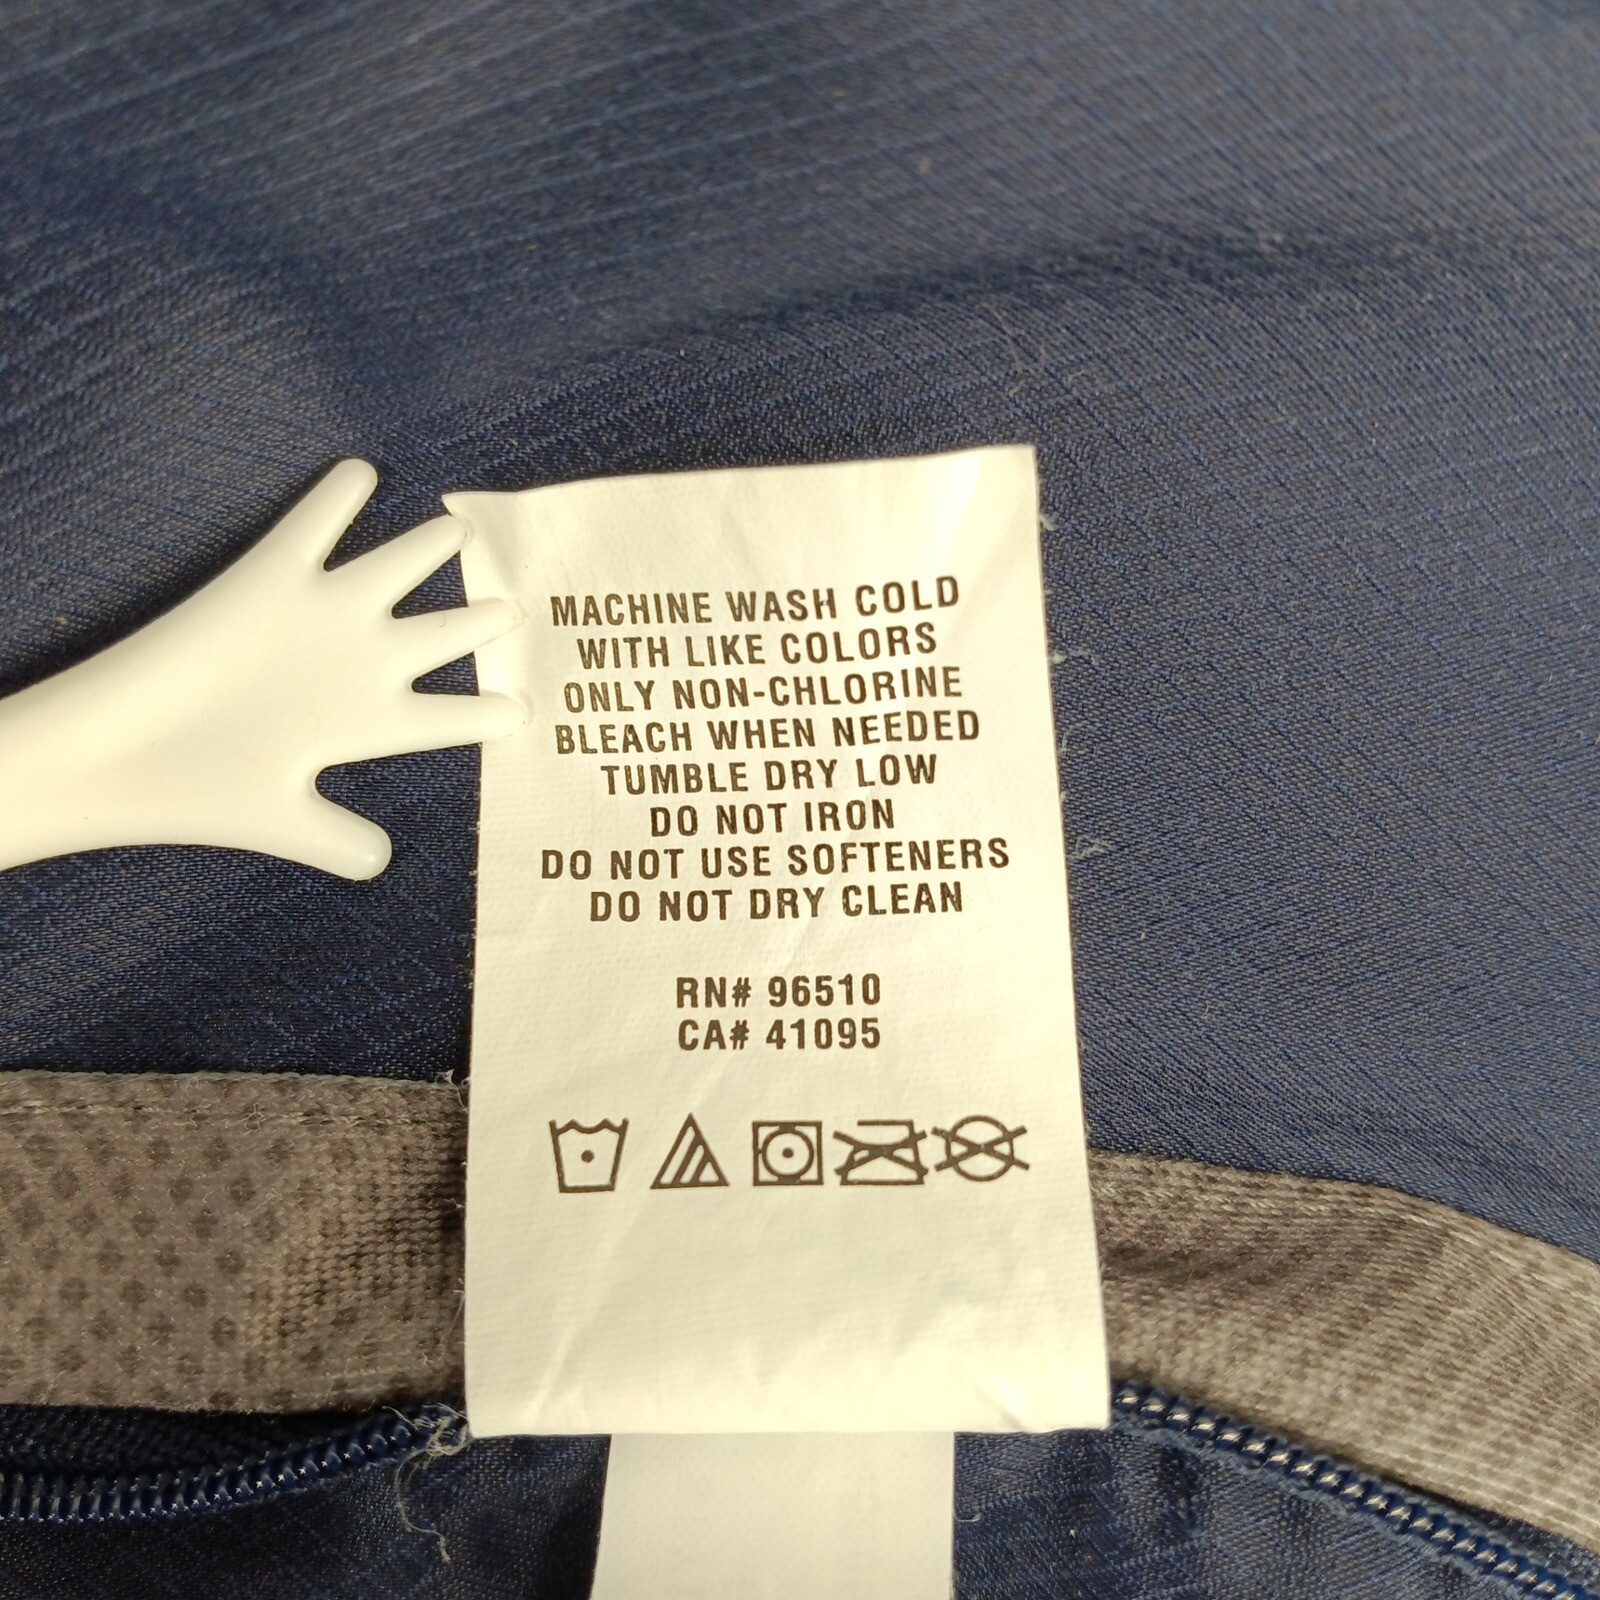 MACHINE WASH COLD
WITH LIKE COLORS
ONLY NON-CHLORINE
BLEACH WHEN NEEDED
TUMBLE DRY LOW
DO NOT IRON
DO NOT USE SOFTENERS
DO NOT DRY CLEAN
RN# 96510
CA# 41095